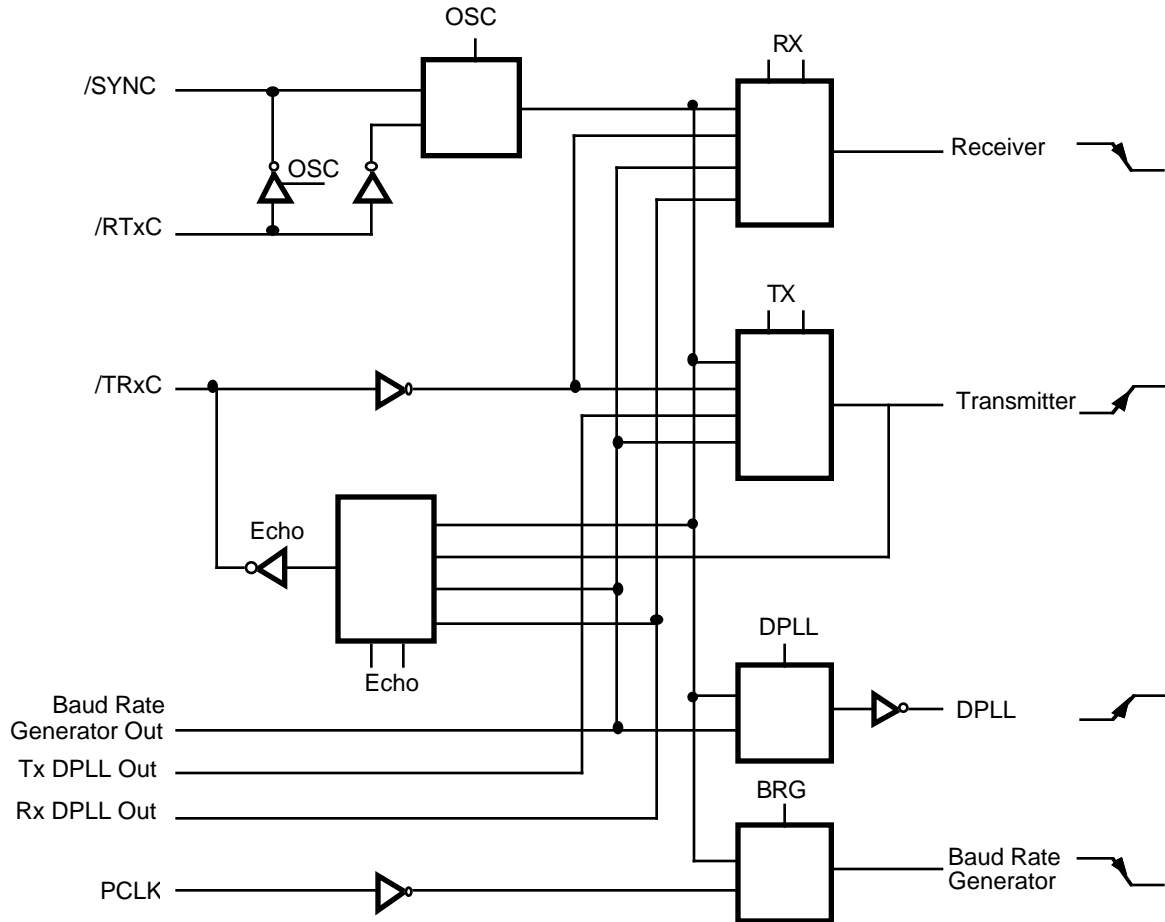 OSC
RX
/SYNC
Receiver
OSC
/RTxC
TX
/TRxC
Transmitter
Echo
DPLL
Echo
Baud Rate
Generator Out
DPLL
Tx DPLL Out
BRG
Rx DPLL Out
Baud Rate
Generator
PCLK